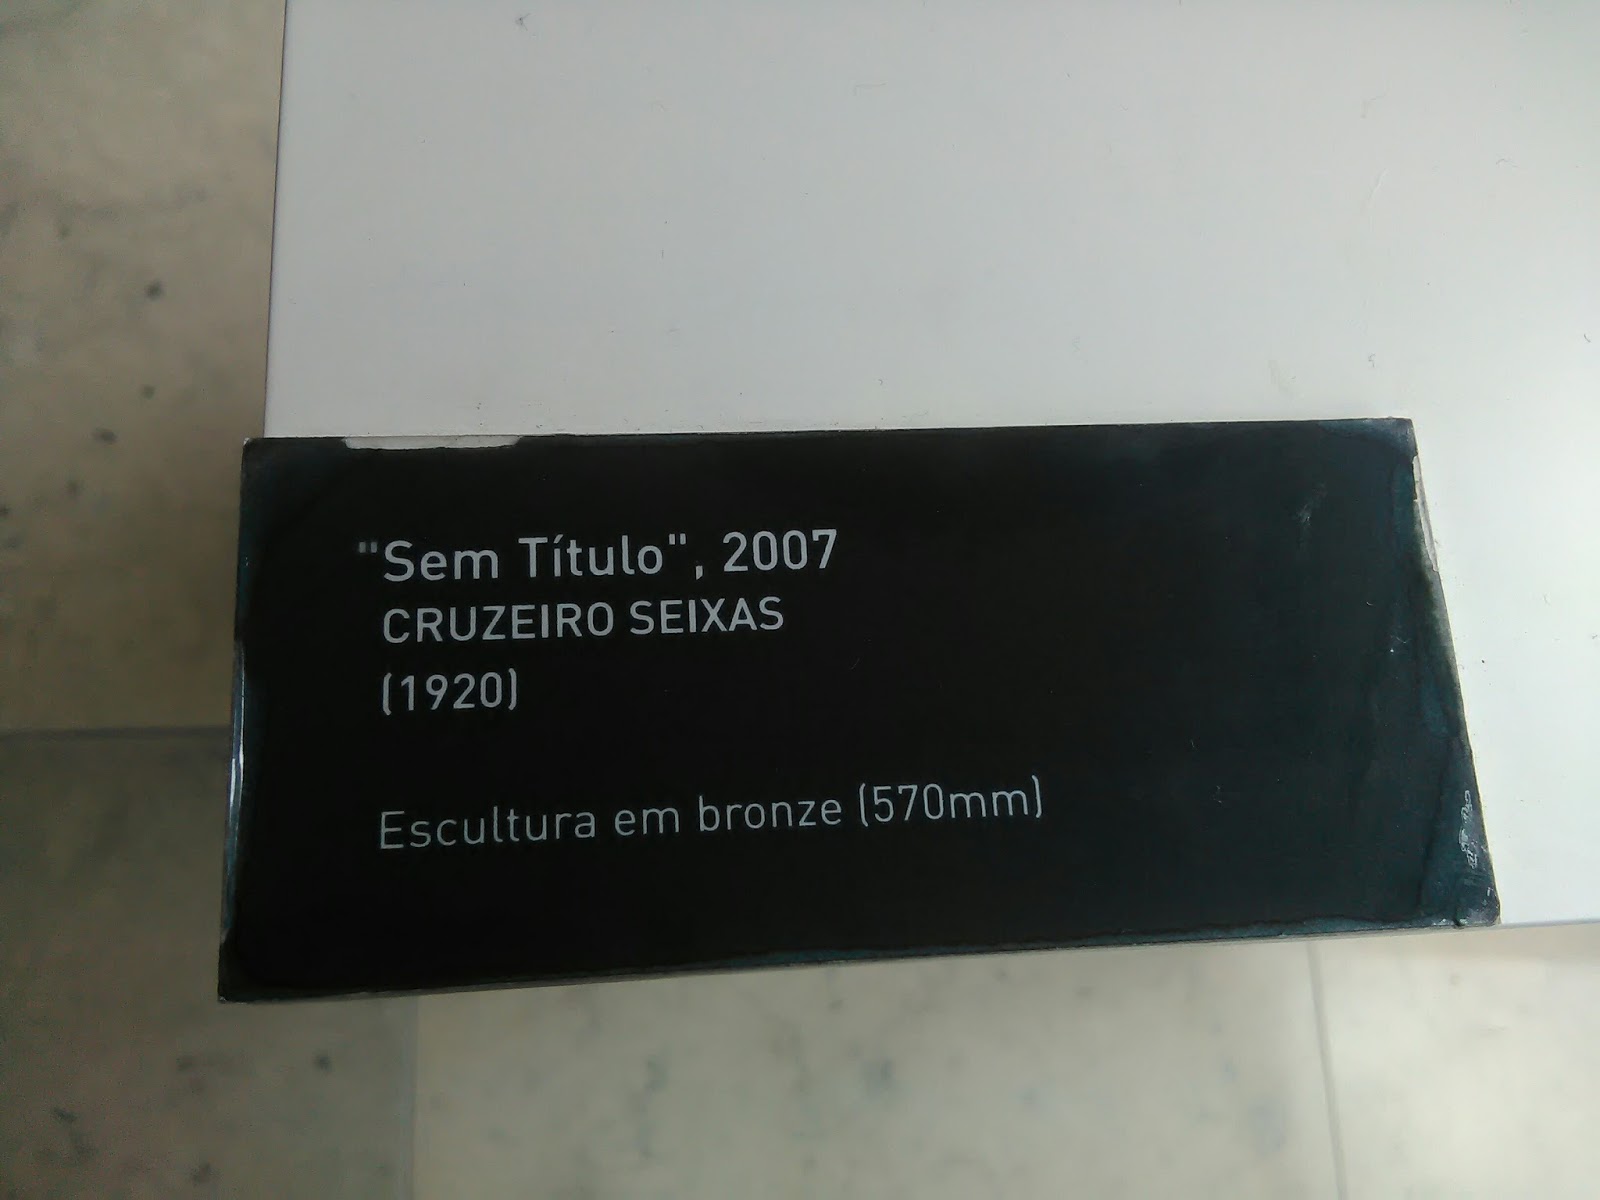 "Sem Título", 2007
CRUZEIRO SEIXAS
(1920)
Escultura em bronze (570mm)